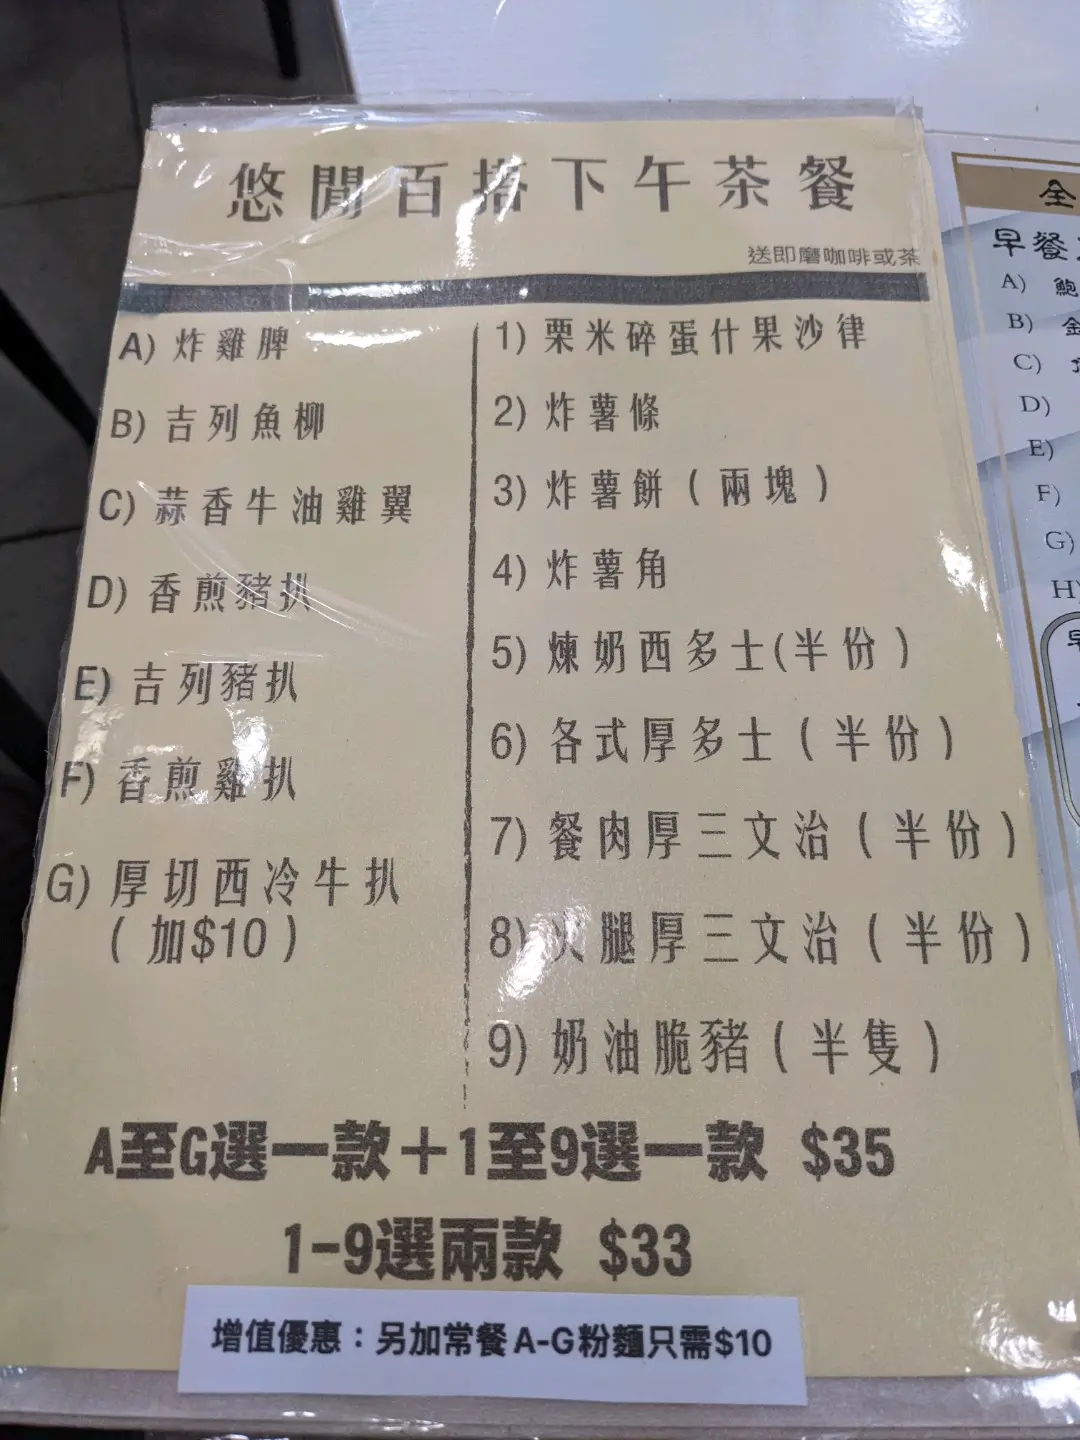 悠閒百搭下午茶餐
送即磨咖啡或茶
A) 炸雞脾
B) 吉列魚柳
C) 蒜香牛油雞翼
D) 香煎豬扒
E) 吉列豬扒
F) 香煎雞扒
G) 厚切西冷牛扒
(加$10)
1) 栗米碎蛋什果沙律
2) 炸薯條
3) 炸薯餅(兩塊)
4) 炸薯角
5) 煉奶西多士(半份)
6) 各式厚多士(半份)
7) 餐肉厚三文治(半份)
8) 火腿厚三文治(半份)
9) 奶油脆豬(半隻)
A至G選一款+1至9選一款 $35
1-9選兩款 $33
增值優惠:另加常餐A-G粉麵只需$10
全
早餐
A) 鮑
B)
C)
D)
E)
F)
G)
H)
早